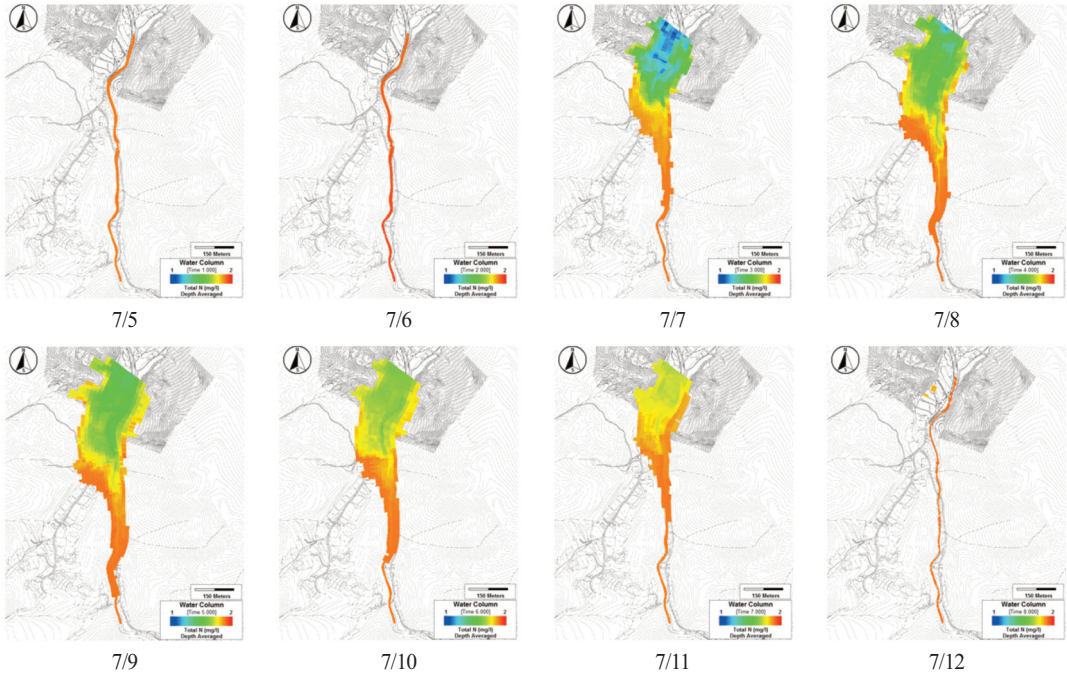 150 Meters
Water Column
1 [Time 1.000] 2
Total N (mg/l)
Depth Averaged
7/5
150 Meters
Water Column
1 [Time 2.000] 2
Total N (mg/l)
Depth Averaged
7/6
150 Meters
Water Column
1 [Time 3.000] 2
Total N (mg/l)
Depth Averaged
7/7
150 Meters
Water Column
1 [Time 4.000] 2
Total N (mg/l)
Depth Averaged
7/8
150 Meters
Water Column
1 [Time 5.000] 2
Total N (mg/l)
Depth Averaged
7/9
150 Meters
Water Column
1 [Time 6.000] 2
Total N (mg/l)
Depth Averaged
7/10
150 Meters
Water Column
1 [Time 7.000] 2
Total N (mg/l)
Depth Averaged
7/11
150 Meters
Water Column
1 [Time 8.000] 2
Total N (mg/l)
Depth Averaged
7/12